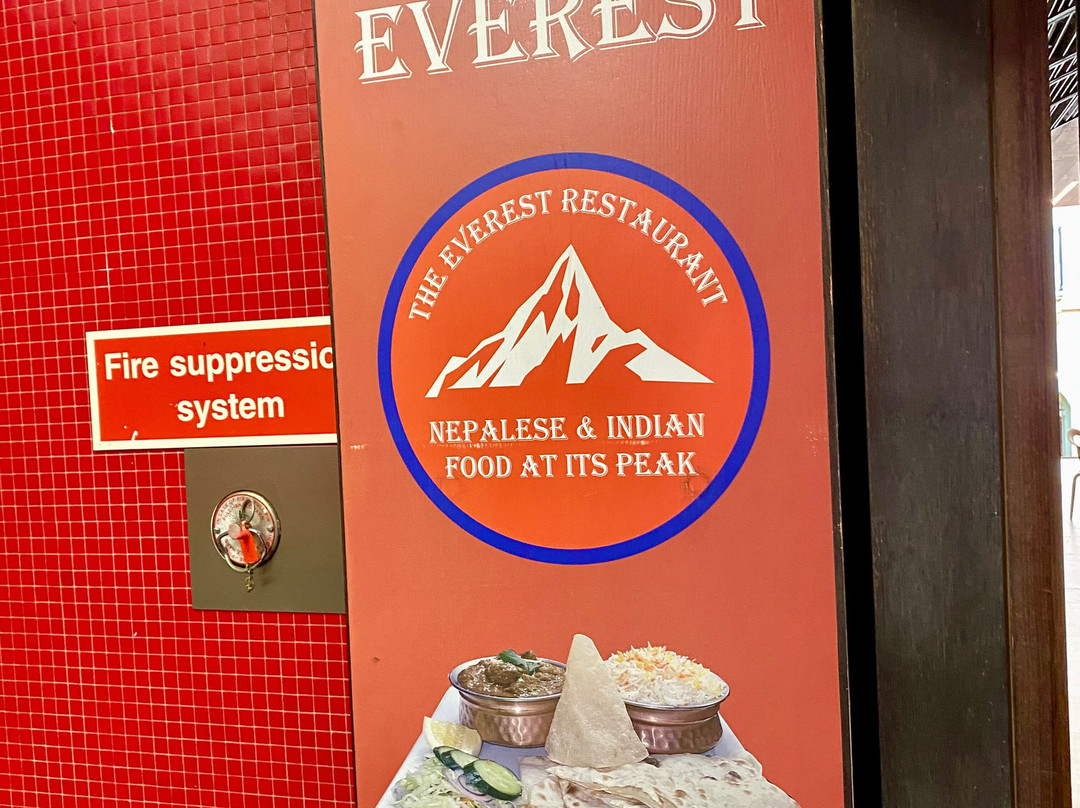 EVEREST
THE EVEREST RESTAURANT
NEPALESE & INDIAN
FOOD AT ITS PEAK
Fire suppressio
system